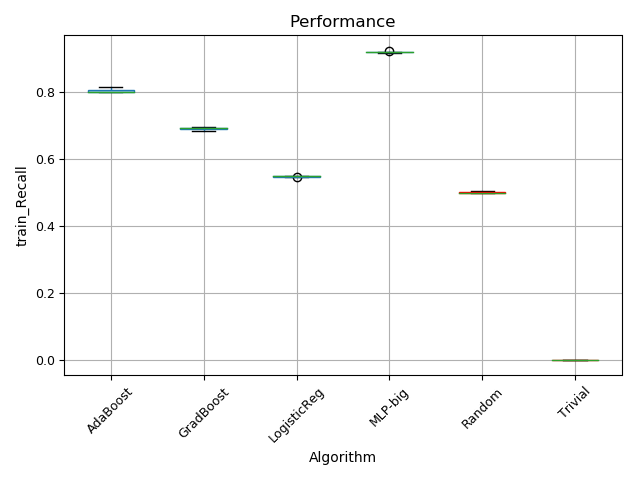 Performance
train_Recall
0.8
0.6
0.4
0.2
0.0
AdaBoost
GradBoost
LogisticReg
MLP-big
Random
Trivial
Algorithm